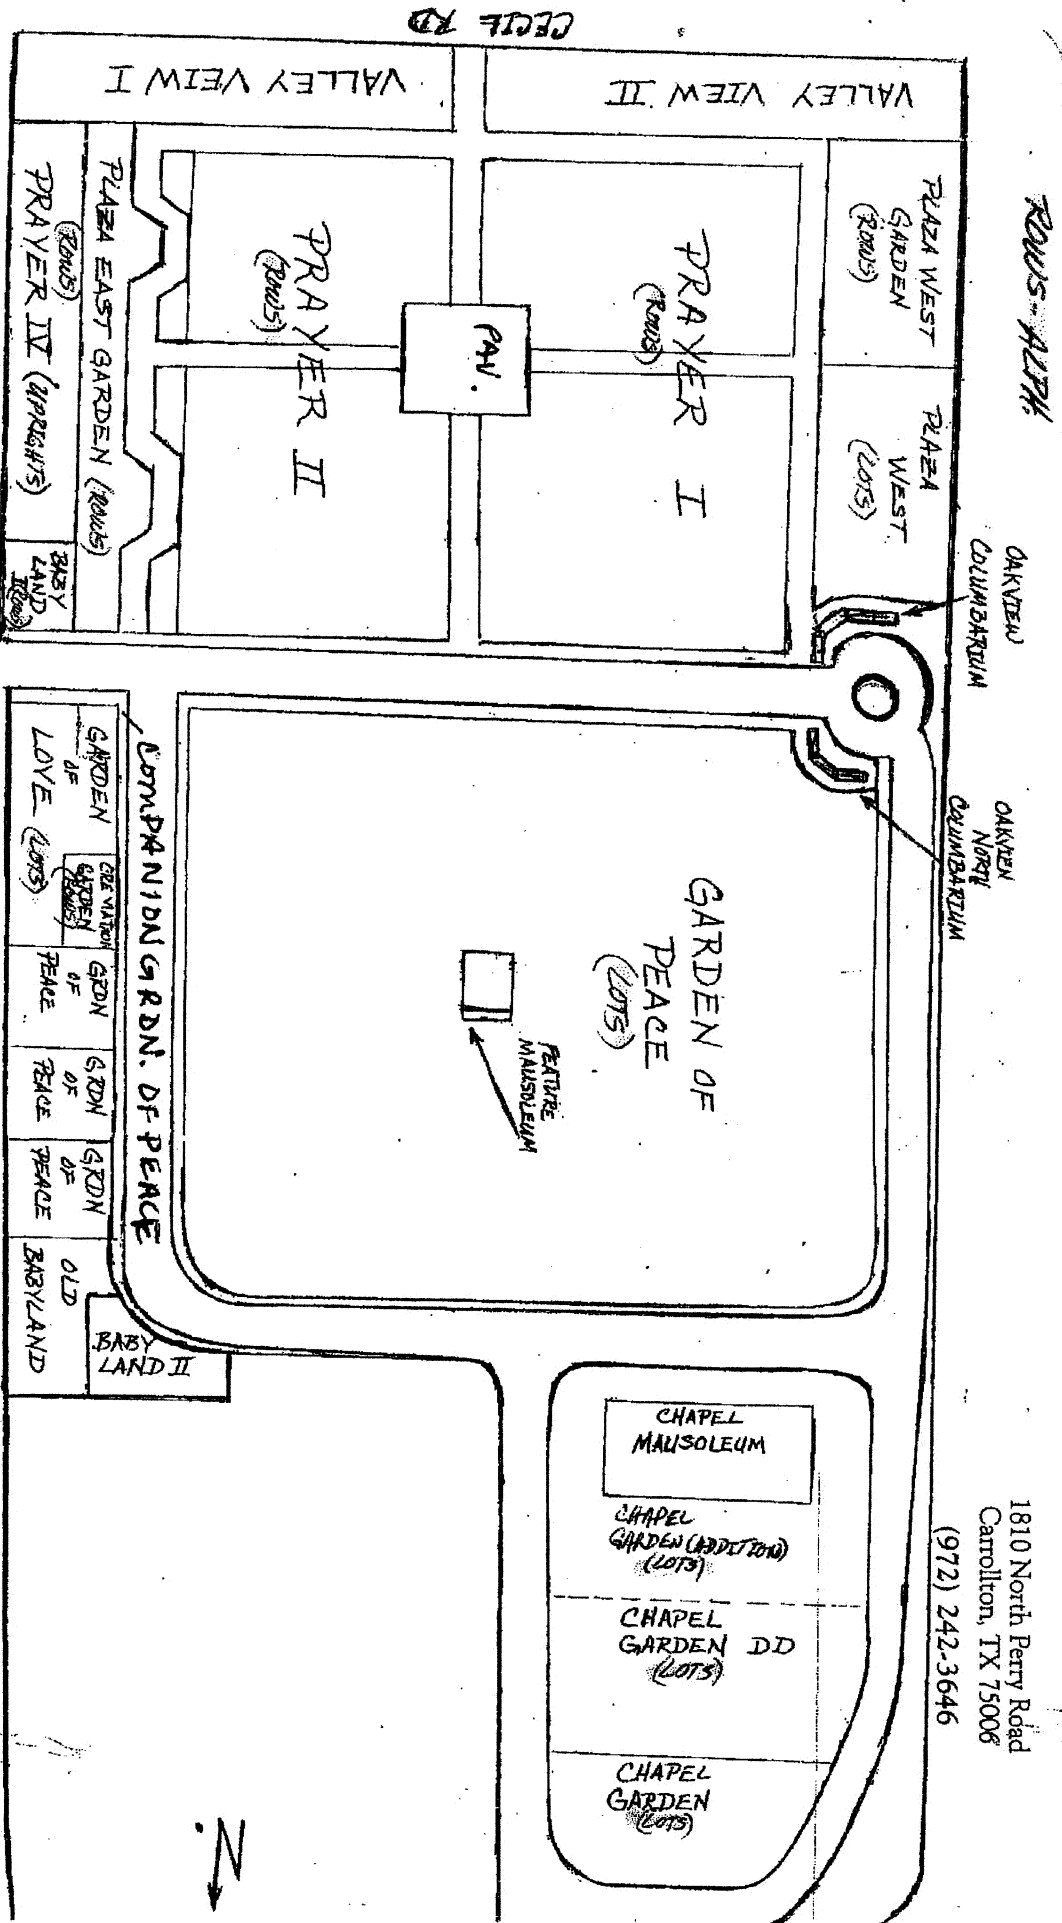 CECIL RD
VALLEY VEIW I
VALLEY VIEW II
ROWS-ALPH.
PLAZA WEST
GARDEN
(ROWS)
PLAZA
WEST
(LOTS)
PRAYER I
(ROWS)
PAV.
PRAYER II
(ROWS)
PLAZA EAST GARDEN (ROWS)
(ROWS)
PRAYER IV (UPRIGHTS)
BABY
LAND
OAKVIEW
COLUMBARIUM
OAKVIEW
NORTH
COLUMBARIUM
GARDEN OF
PEACE
(LOTS)
FEATURE
MAUSOLEUM
COMPANION GRDN. OF PEACE
GARDEN
OF
LOVE (LOTS)
CREMATION
GARDEN
(ROWS)
GRDN
OF
PEACE
GRDN
OF
PEACE
GRDN
OF
PEACE
OLD
BABYLAND
BABY
LAND II
CHAPEL
MAUSOLEUM
CHAPEL
GARDEN (ADDITION)
(LOTS)
CHAPEL
GARDEN DD
(LOTS)
CHAPEL
GARDEN
(LOTS)
1810 North Perry Road
Carrollton, TX 75006
(972) 242-3646
N